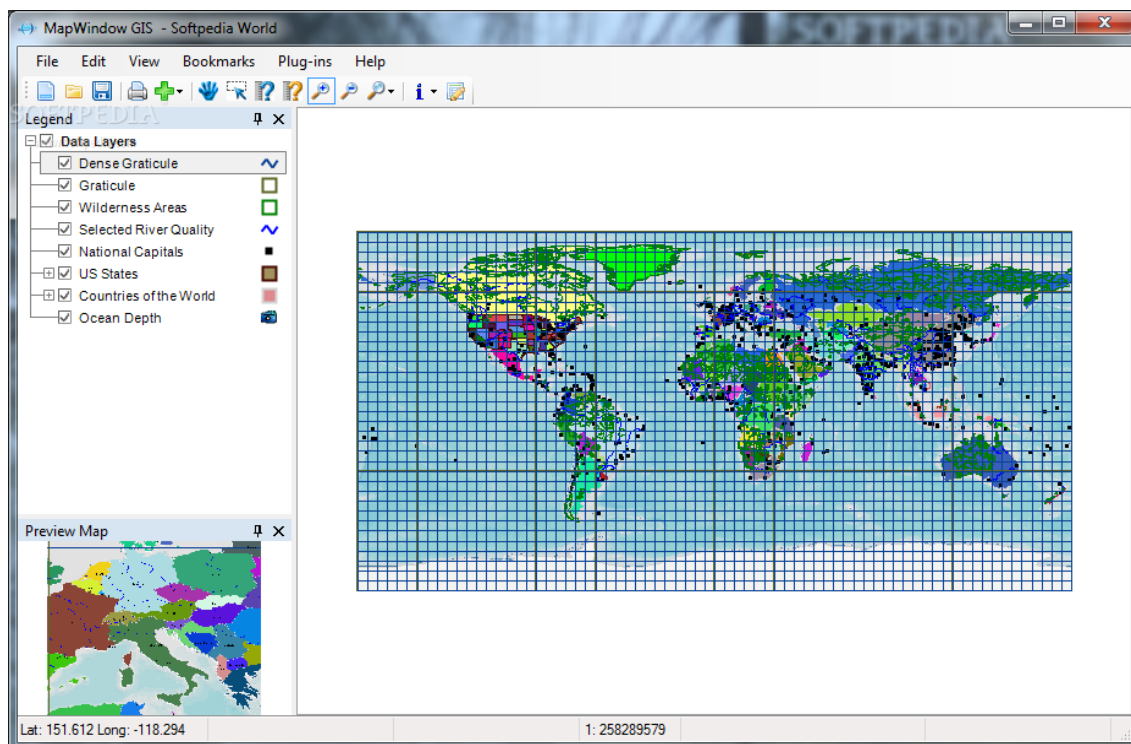 MapWindow GIS - Softpedia World
SOFTPEDIA
File Edit View Bookmarks Plug-ins Help
SOFTPEDIA
Legend
Data Layers
Dense Graticule
Graticule
Wilderness Areas
Selected River Quality
National Capitals
US States
Countries of the World
Ocean Depth
Preview Map
Lat: 151.612 Long: -118.294
1: 258289579